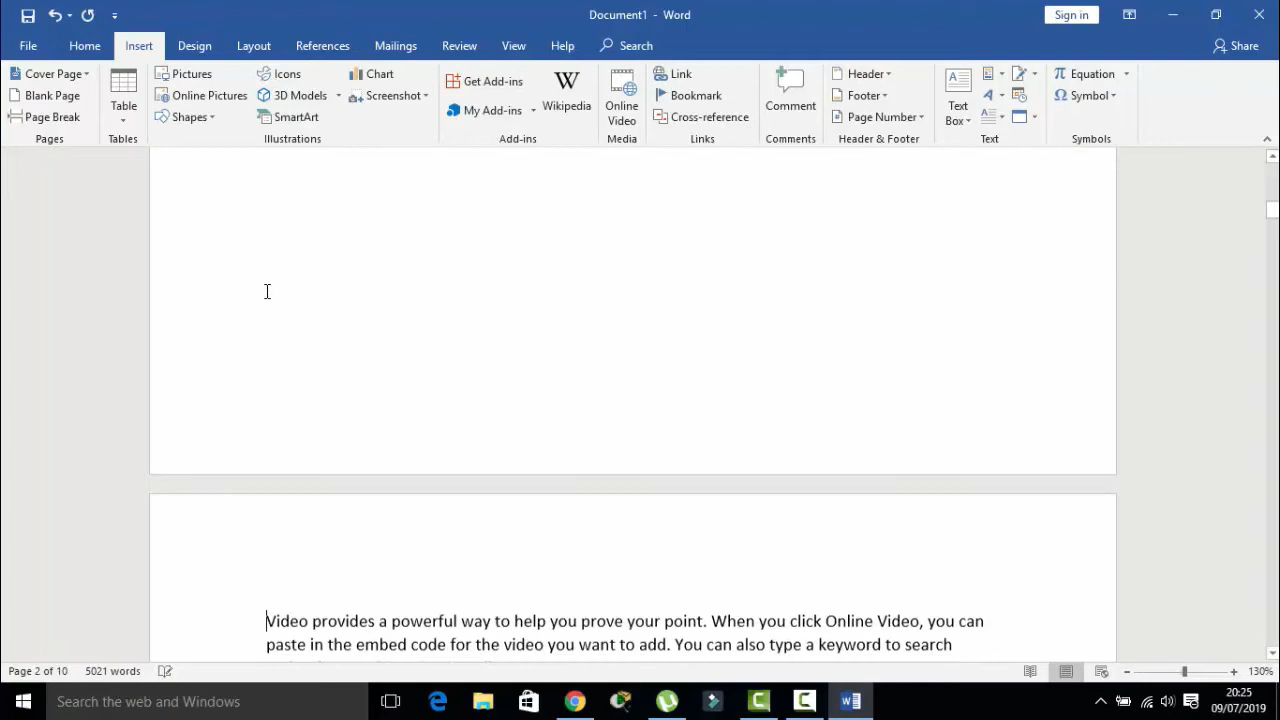 Document1 - Word
Sign in
File Home Insert Design Layout References Mailings Review View Help Search Share
Cover Page
Blank Page
Page Break
Pages
Table
Tables
Pictures
Online Pictures
Shapes
Icons
3D Models
SmartArt
Chart
Screenshot
Illustrations
Get Add-ins
My Add-ins
W
Wikipedia
Add-ins
Online
Video
Media
Link
Bookmark
Cross-reference
Links
Comment
Comments
Header
Footer
Page Number
Header & Footer
Text
Box
Text
π Equation
Ω Symbol
Symbols
Video provides a powerful way to help you prove your point. When you click Online Video, you can
paste in the embed code for the video you want to add. You can also type a keyword to search
Page 2 of 10 5021 words
130%
Search the web and Windows
20:25
09/07/2019